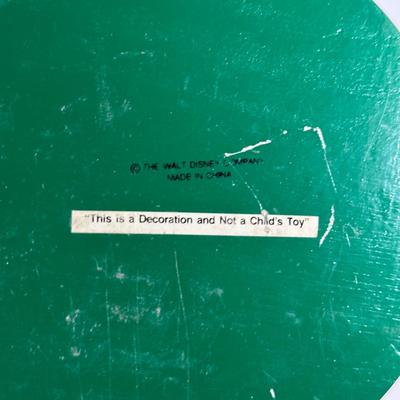 © THE WALT DISNEY COMPANY
MADE IN CHINA
"This is a Decoration and Not a Child's Toy"